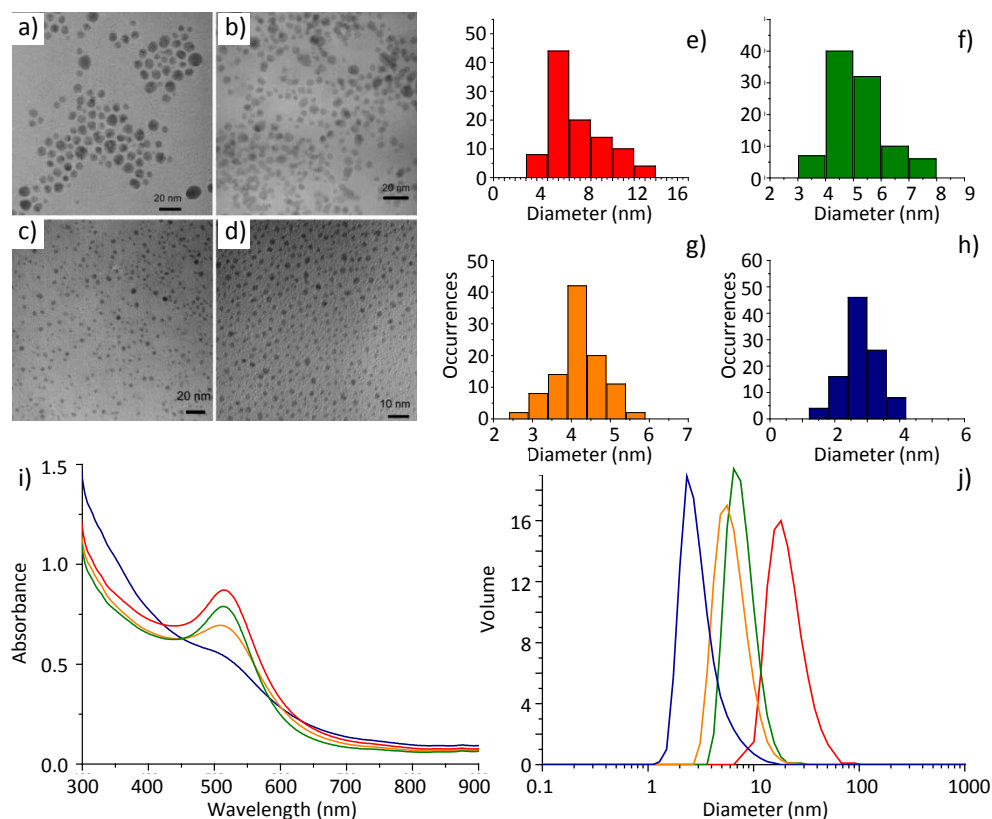 a)
b)
20 nm
20 nm
c)
d)
20 nm
10 nm
e)
50
40
30
20
10
0
4 8 12 16
Diameter (nm)
f)
50
40
30
20
10
0
2 3 4 5 6 7 8 9
Diameter (nm)
g)
Occurrences
50
40
30
20
10
0
2 3 4 5 6 7
Diameter (nm)
h)
Occurrences
60
50
40
30
20
10
0
0 2 4 6
Diameter (nm)
i)
Absorbance
1.5
1.0
0.5
0.0
300 400 500 600 700 800 900
Wavelength (nm)
j)
Volume
16
12
8
4
0
0.1 1 10 100 1000
Diameter (nm)